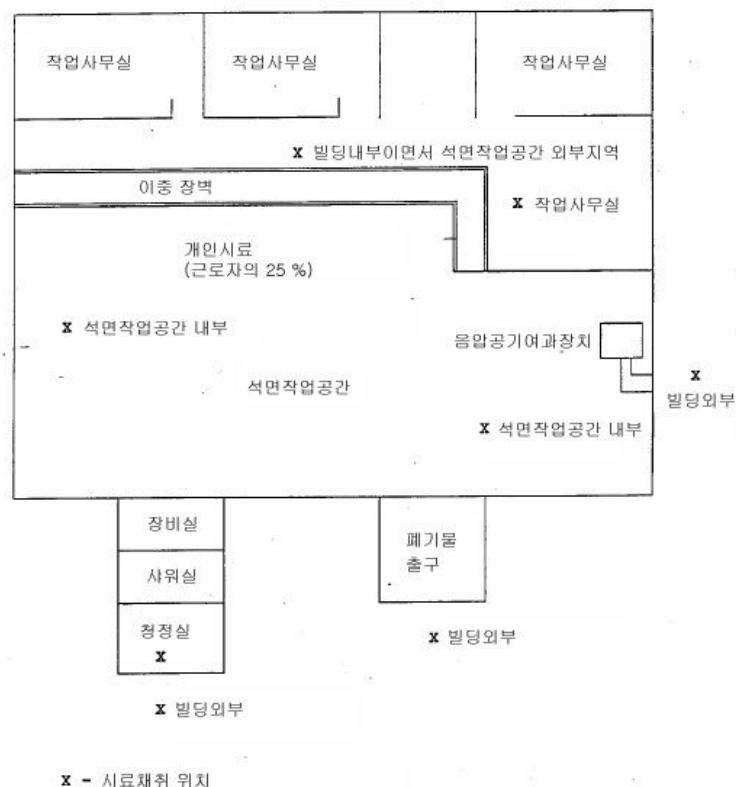 작업사무실
작업사무실
작업사무실
X 빌딩내부이면서 석면작업공간 외부지역
이중 장벽
X 작업사무실
개인시료
(근로자의 25 %)
X 석면작업공간 내부
음압공기여과장치
X
빌딩외부
석면작업공간
X 석면작업공간 내부
장비실
샤워실
청정실
X
폐기물
출구
X 빌딩외부
X 빌딩외부
X - 시료채취 위치